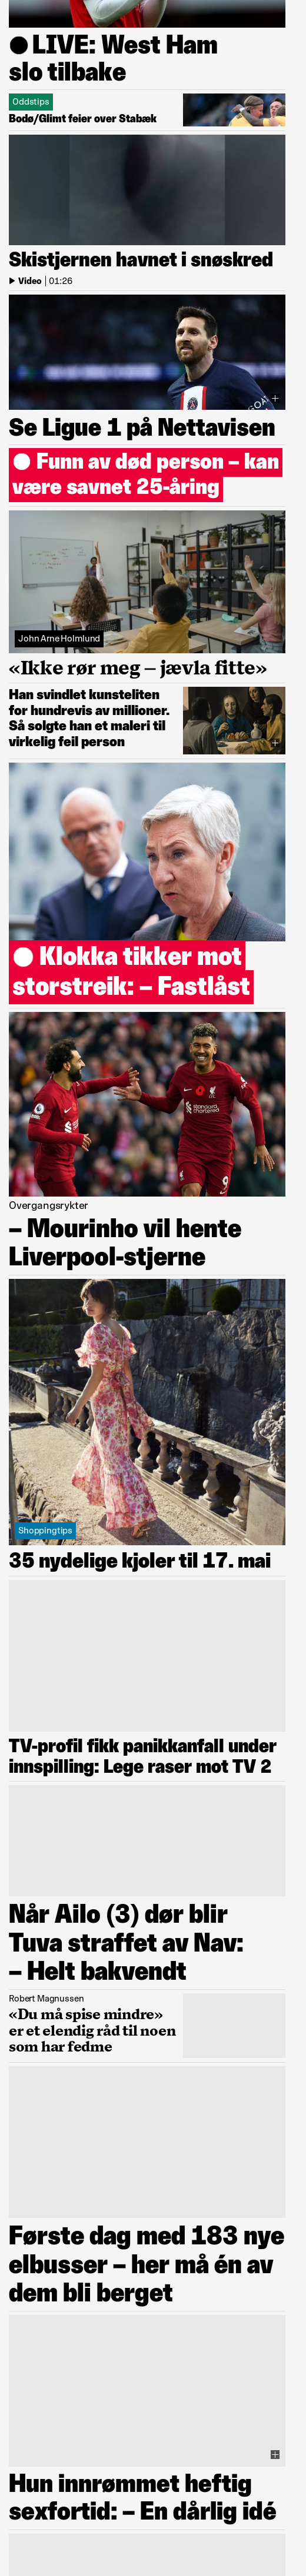 LIVE: West Ham
slo tilbake
Oddstips
Bodø/Glimt feier over Stabæk
Skistjernen havnet i snøskred
Video | 01:26
GOA
Se Ligue 1 på Nettavisen
Funn av død person – kan
være savnet 25-åring
John Arne Holmlund
«Ikke rør meg – jævla fitte»
Han svindlet kunsteliten
for hundrevis av millioner.
Så solgte han et maleri til
virkelig feil person
Klokka tikker mot
storstreik: – Fastlåst
Standard
Chartered
9
Overgangsrykter
– Mourinho vil hente
Liverpool-stjerne
Shoppingtips
35 nydelige kjoler til 17. mai
TV-profil fikk panikkanfall under
innspilling: Lege raser mot TV 2
Når Ailo (3) dør blir
Tuva straffet av Nav:
– Helt bakvendt
Robert Magnussen
«Du må spise mindre»
er et elendig råd til noen
som har fedme
Første dag med 183 nye
elbusser – her må én av
dem bli berget
Hun innrømmet heftig
sexfortid: – En dårlig idé